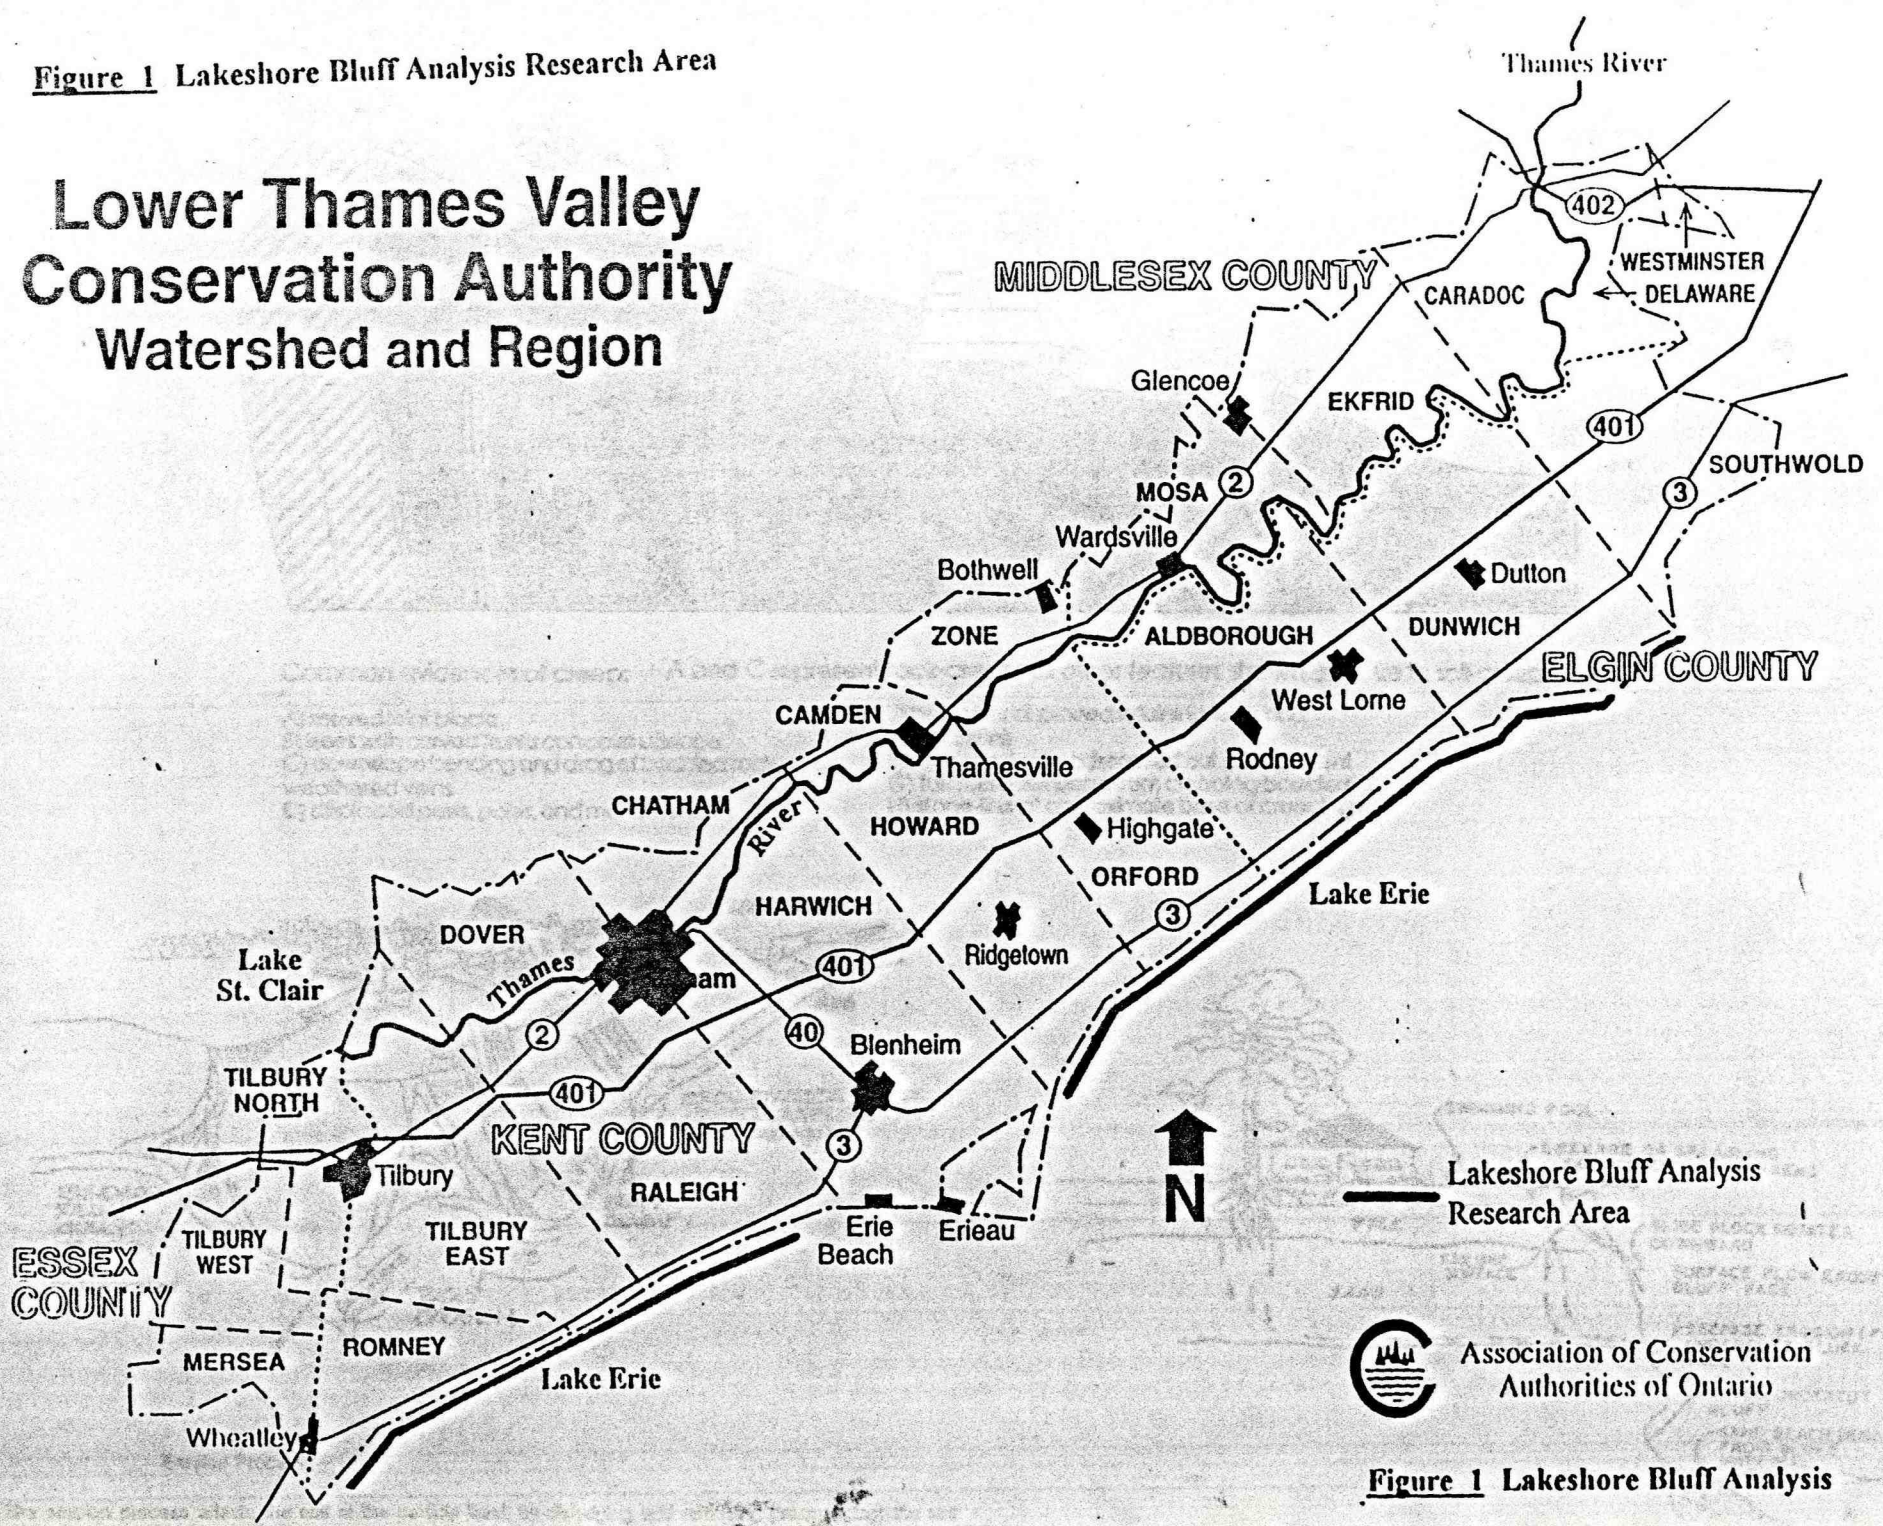 Figure 1 Lakeshore Bluff Analysis Research Area
Thames River
Lower Thames Valley
Conservation Authority
Watershed and Region
402
WESTMINSTER
MIDDLESEX COUNTY
CARADOC
DELAWARE
Glencoe
EKFRID
401
SOUTHWOLD
MOSA
2
3
Wardsville
Bothwell
Dutton
ZONE
ALDBOROUGH
DUNWICH
ELGIN COUNTY
West Lorne
CAMDEN
Rodney
Thamesville
CHATHAM
River
HOWARD
Highgate
ORFORD
Lake Erie
HARWICH
3
DOVER
Ridgetown
Lake
St. Clair
Thames
401
am
2
40
Blenheim
TILBURY
NORTH
401
KENT COUNTY
3
Tilbury
RALEIGH
N
Lakeshore Bluff Analysis
Research Area
TILBURY
WEST
TILBURY
EAST
Erie
Beach
Erieau
ESSEX
COUNTY
ROMNEY
MERSEA
Lake Erie
Wheatley
Association of Conservation
Authorities of Ontario
Figure 1 Lakeshore Bluff Analysis